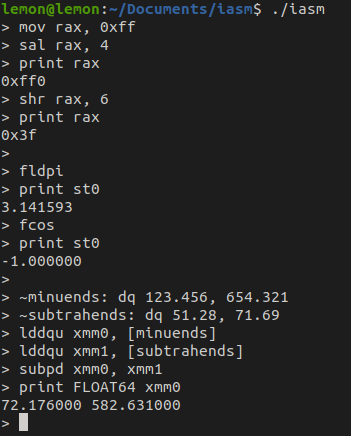 lemon@lemon:~/Documents/iasm$ ./iasm
> mov rax, 0xff
> sal rax, 4
> print rax
0xff0
> shr rax, 6
> print rax
0x3f
>
> fldpi
> print st0
3.141593
> fcos
> print st0
-1.000000
>
> ~minuends: dq 123.456, 654.321
> ~subtrahends: dq 51.28, 71.69
> lddqu xmm0, [minuends]
> lddqu xmm1, [subtrahends]
> subpd xmm0, xmm1
> print FLOAT64 xmm0
72.176000 582.631000
>